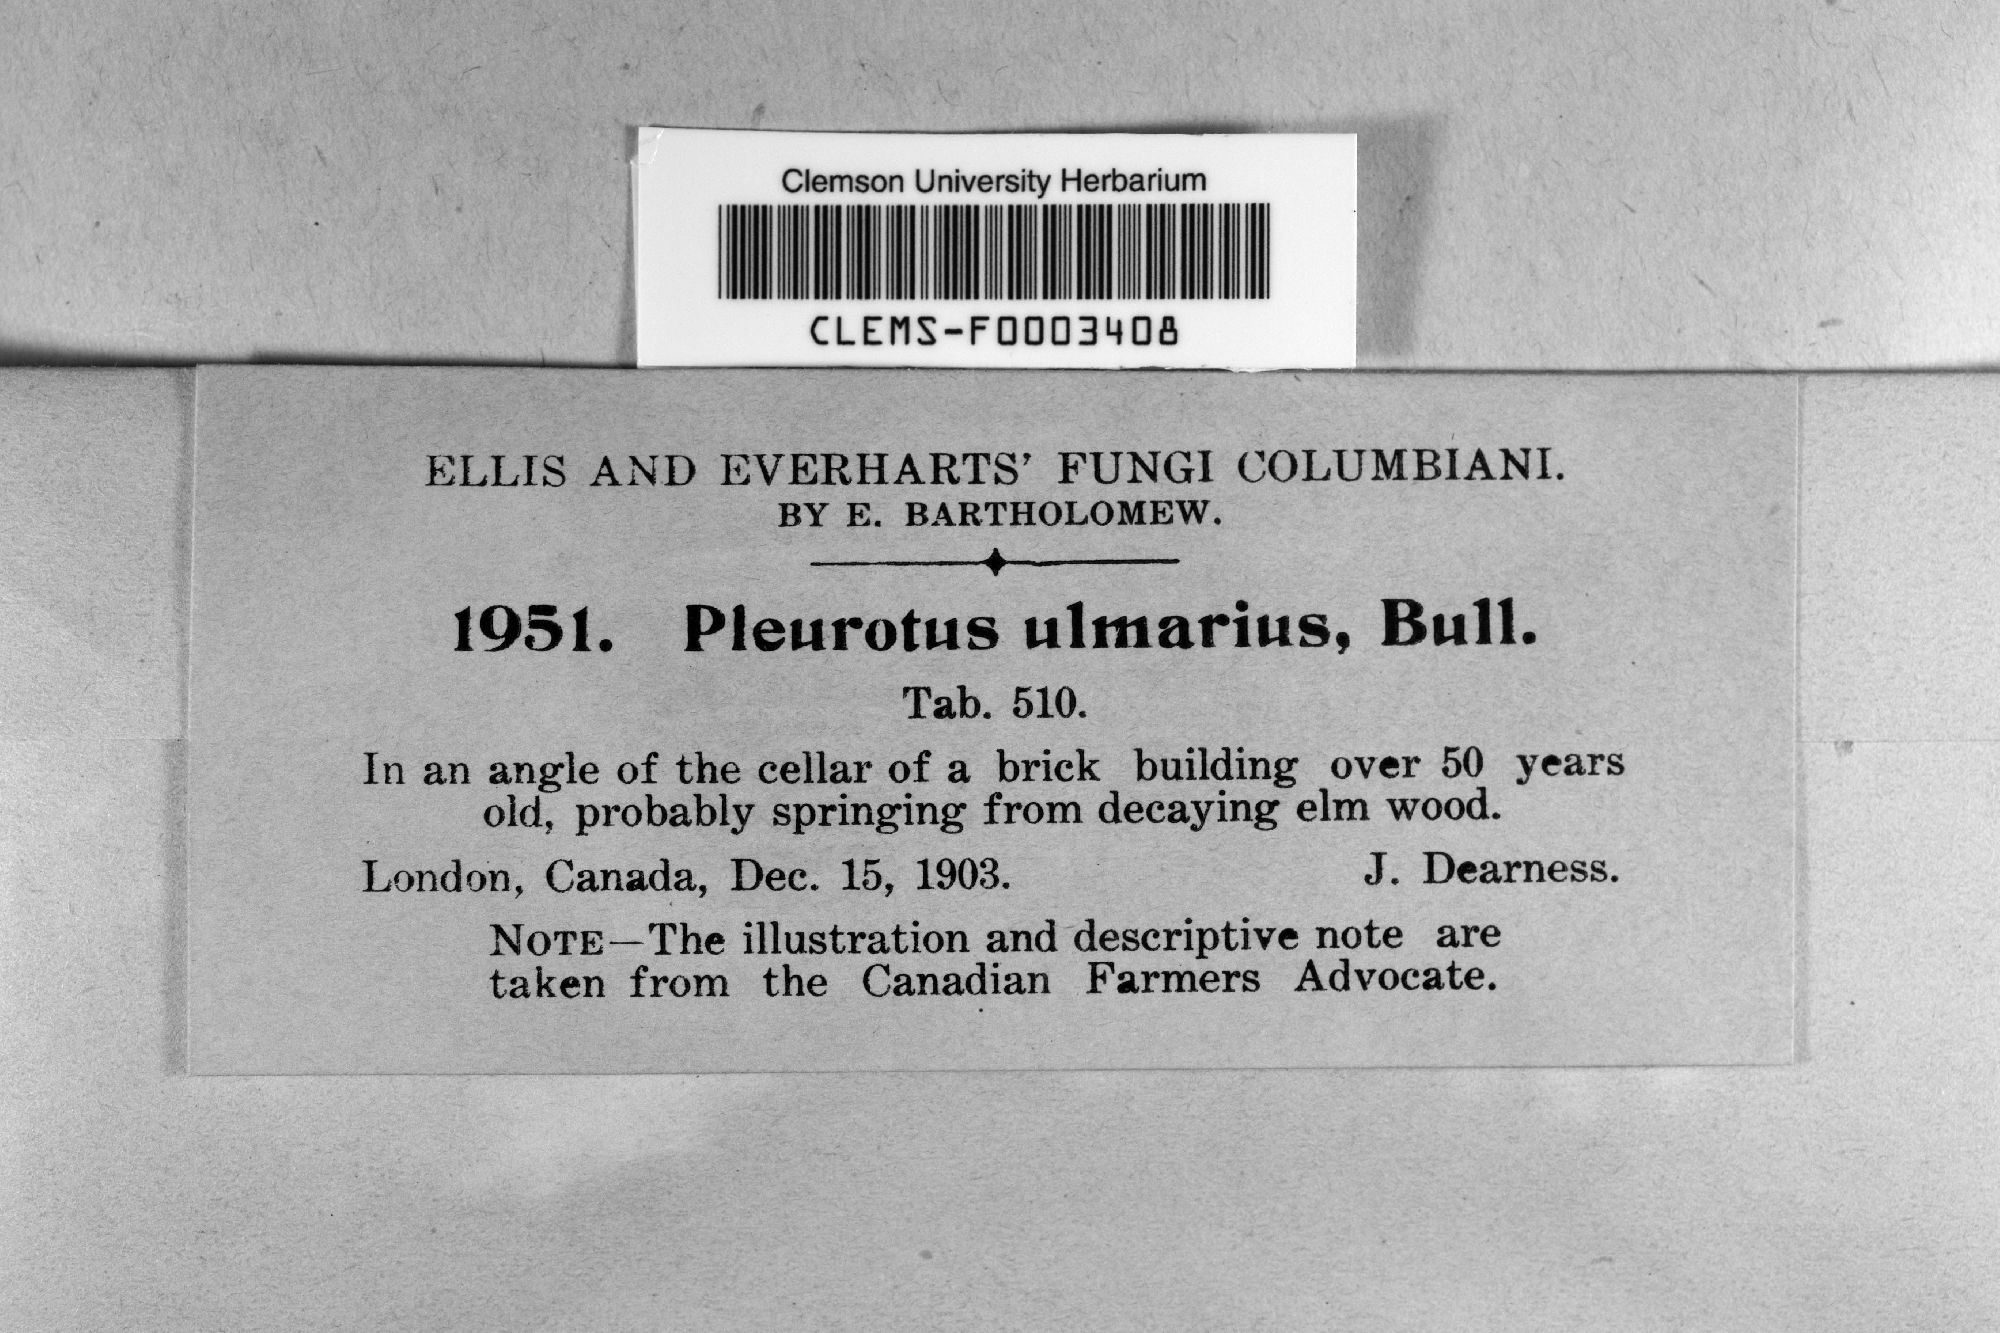 Clemson University Herbarium
CLEMS-F0003408
ELLIS AND EVERHARTS' FUNGI COLUMBIANI.
BY E. BARTHOLOMEW.
1951. Pleurotus ulmarius, Bull.
Tab. 510.
In an angle of the cellar of a brick building over 50 years
old, probably springing from decaying elm wood.
London, Canada, Dec. 15, 1903. J. Dearness.
NOTE—The illustration and descriptive note are
taken from the Canadian Farmers Advocate.